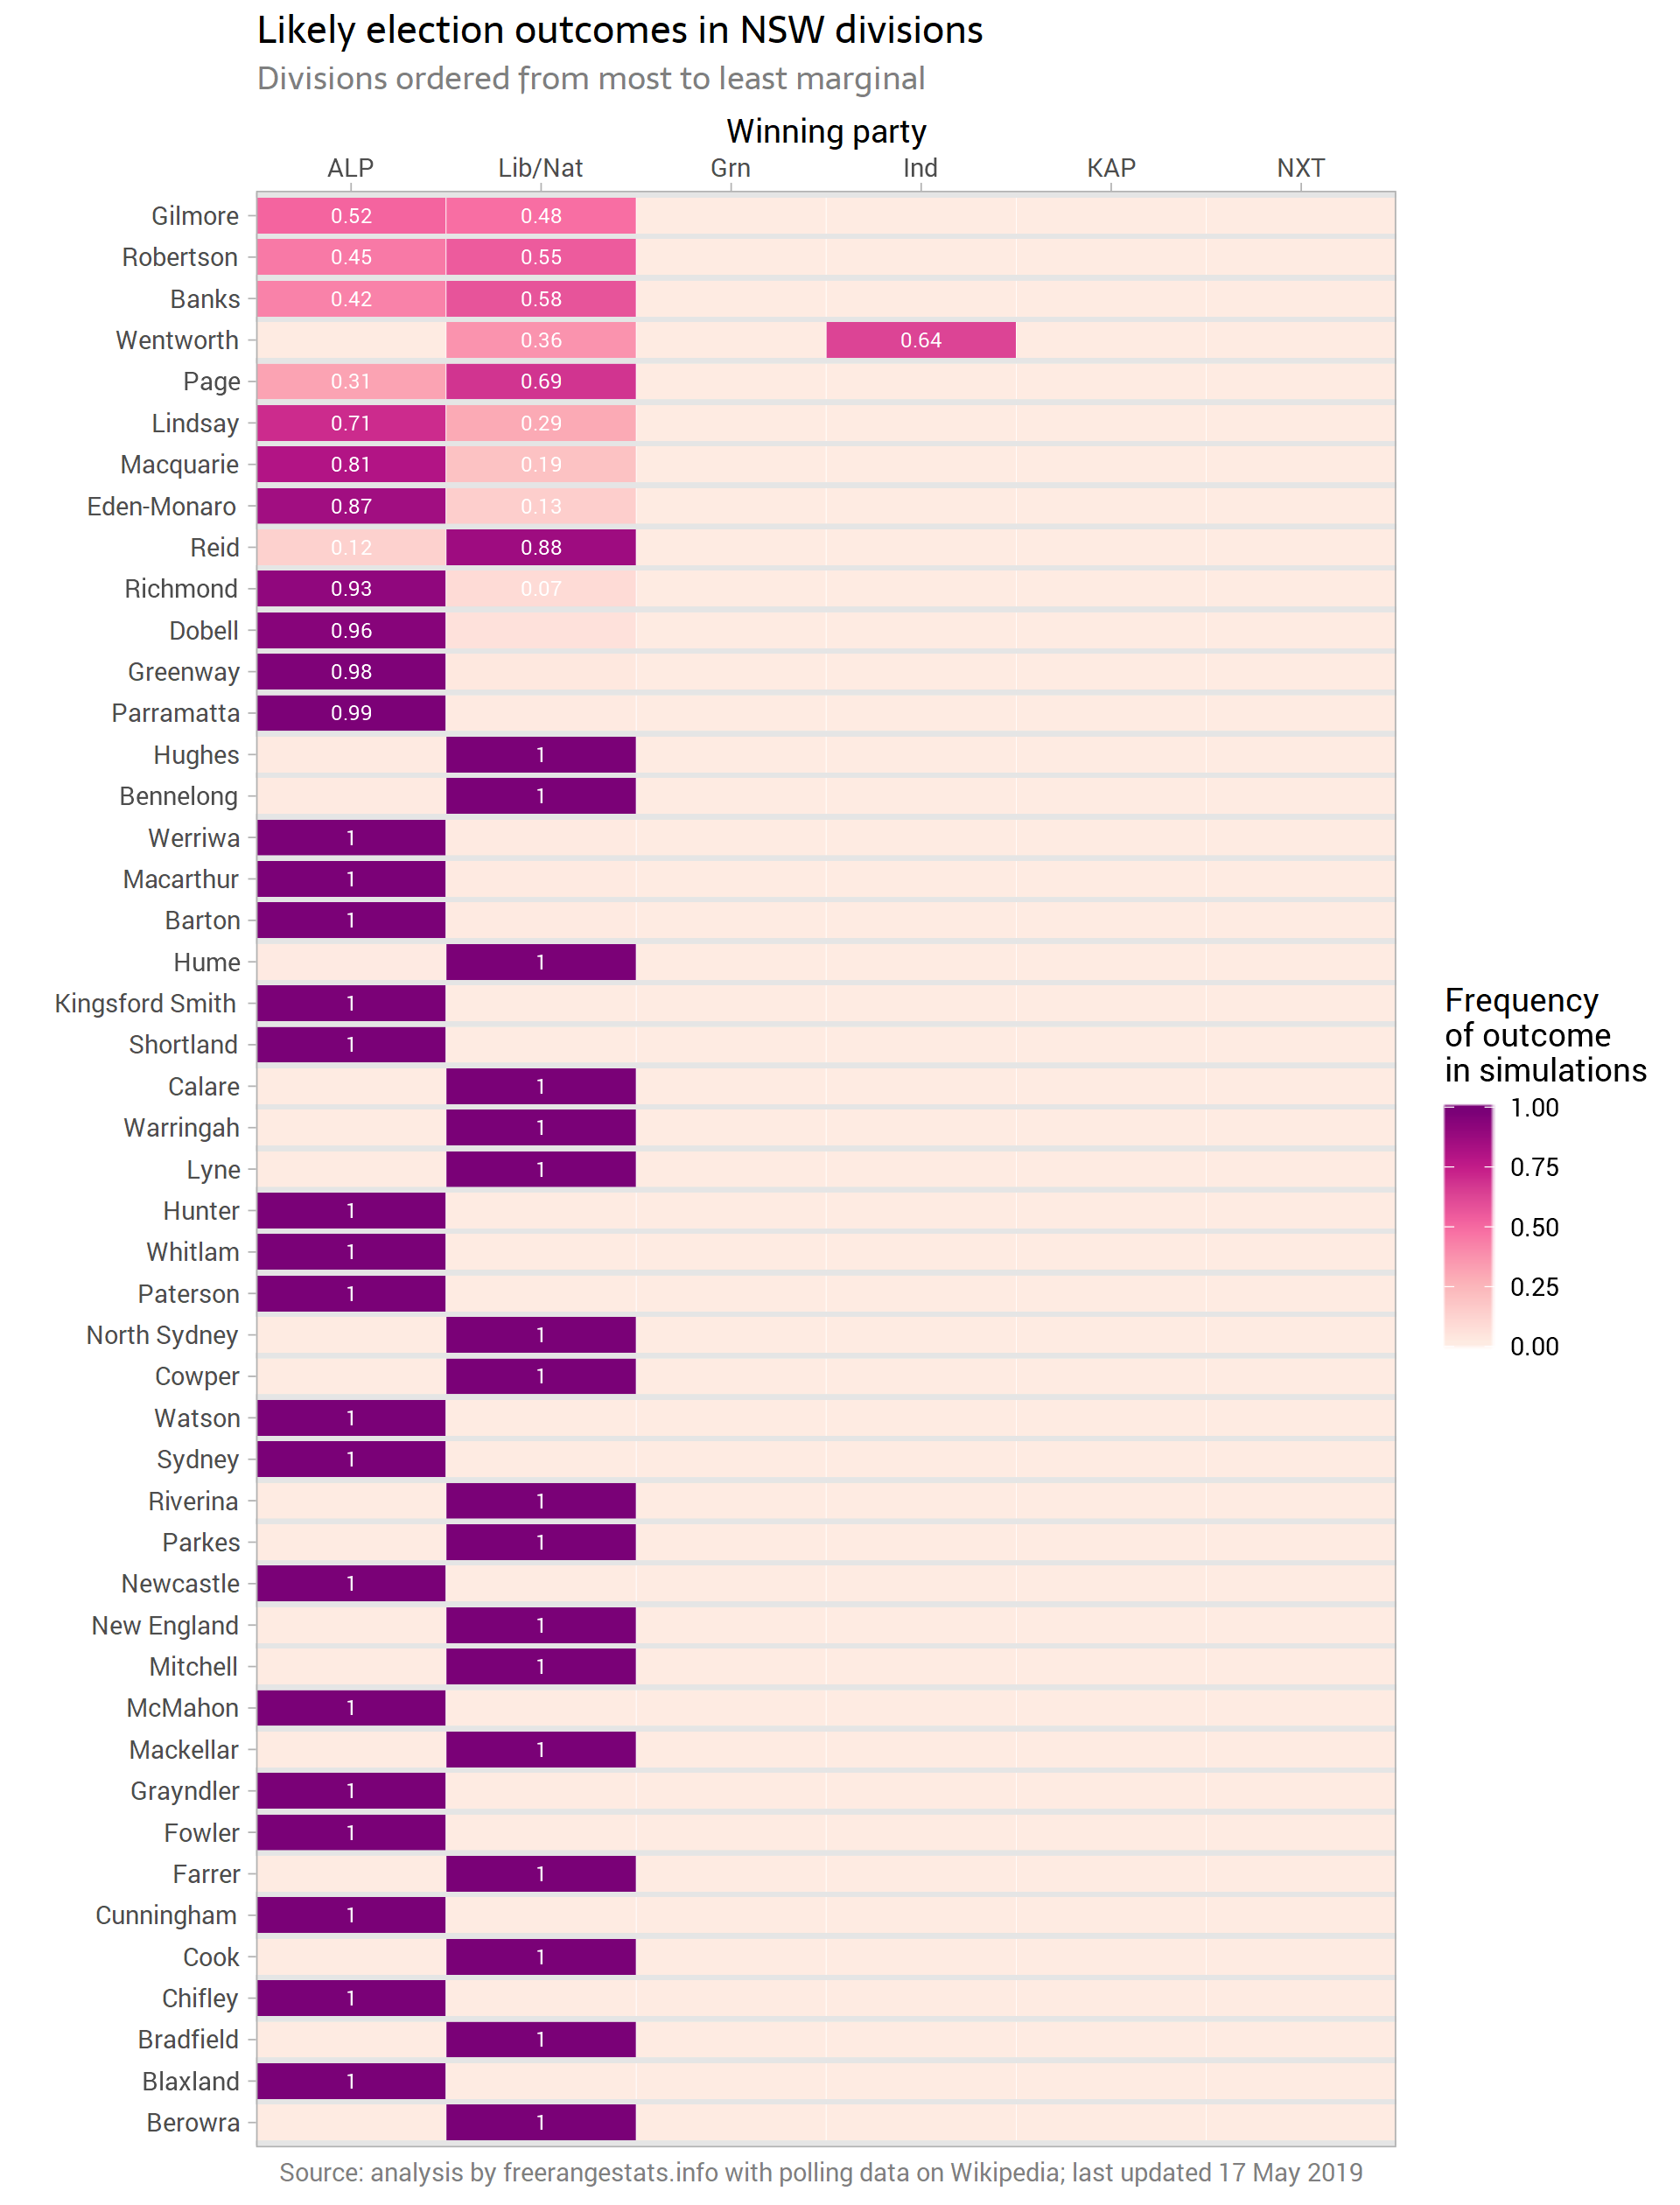 Likely election outcomes in NSW divisions
Divisions ordered from most to least marginal
Winning party
ALP Lib/Nat Grn Ind KAP NXT
Gilmore 0.52 0.48
Robertson 0.45 0.55
Banks 0.42 0.58
Wentworth 0.36 0.64
Page 0.31 0.69
Lindsay 0.71 0.29
Macquarie 0.81 0.19
Eden-Monaro 0.87 0.13
Reid 0.12 0.88
Richmond 0.93 0.07
Dobell 0.96
Greenway 0.98
Parramatta 0.99
Hughes 1
Bennelong 1
Werriwa 1
Macarthur 1
Barton 1
Hume 1
Kingsford Smith 1
Shortland 1
Calare 1
Warringah 1
Lyne 1
Hunter 1
Whitlam 1
Paterson 1
North Sydney 1
Cowper 1
Watson 1
Sydney 1
Riverina 1
Parkes 1
Newcastle 1
New England 1
Mitchell 1
McMahon 1
Mackellar 1
Grayndler 1
Fowler 1
Farrer 1
Cunningham 1
Cook 1
Chifley 1
Bradfield 1
Blaxland 1
Berowra 1
Frequency
of outcome
in simulations
1.00
0.75
0.50
0.25
0.00
Source: analysis by freerangestats.info with polling data on Wikipedia; last updated 17 May 2019